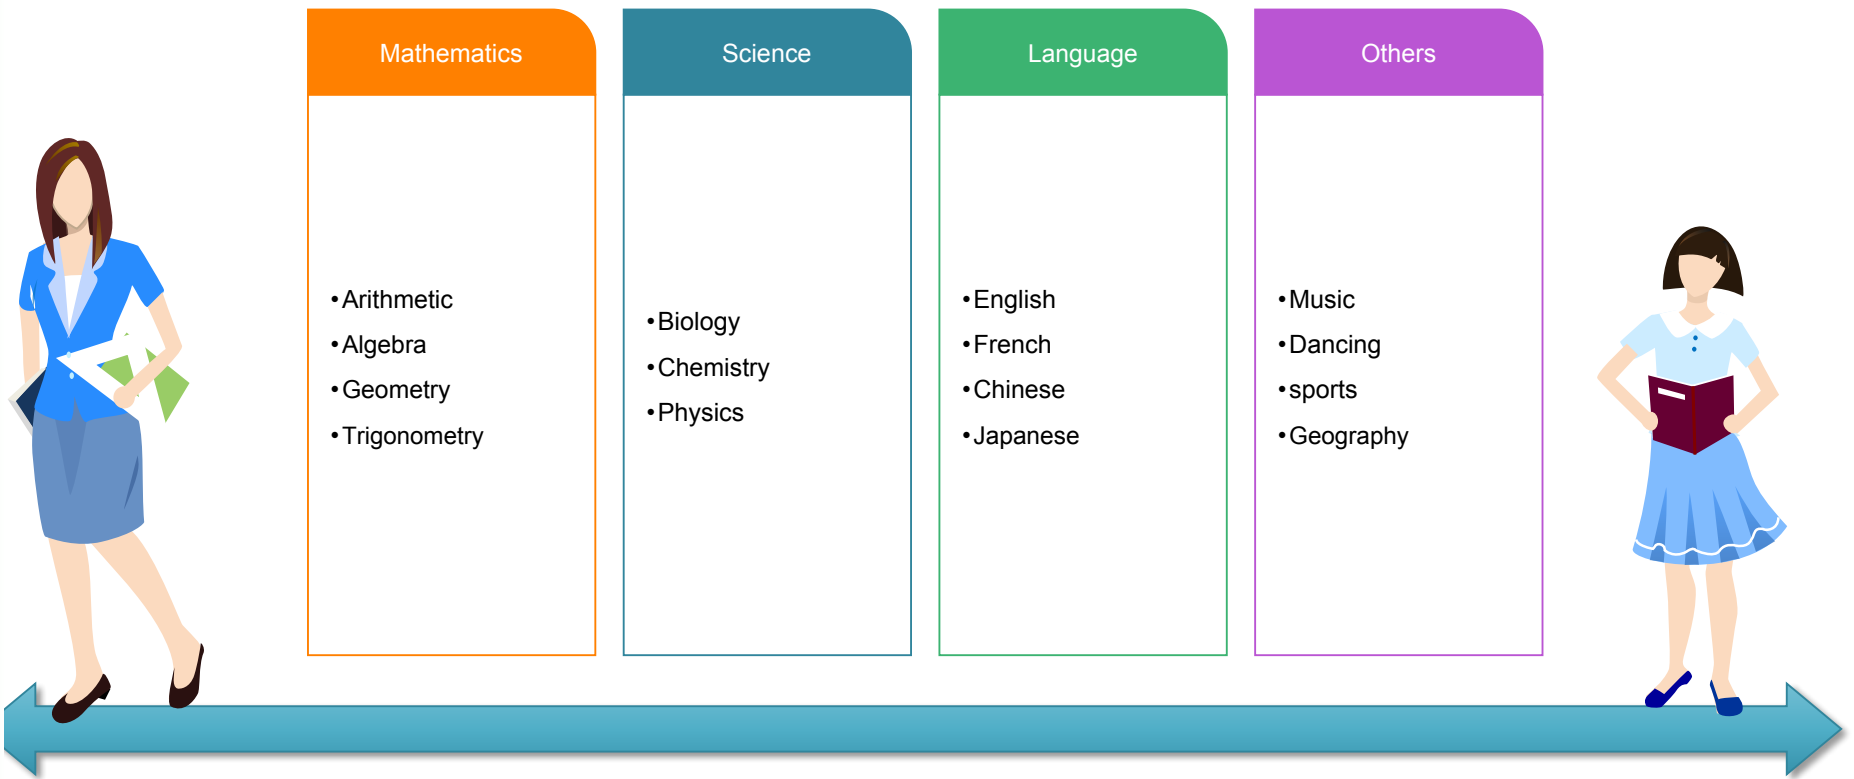 Mathematics
•Arithmetic
•Algebra
•Geometry
•Trigonometry
Science
•Biology
•Chemistry
•Physics
Language
•English
•French
•Chinese
•Japanese
Others
•Music
•Dancing
•sports
•Geography